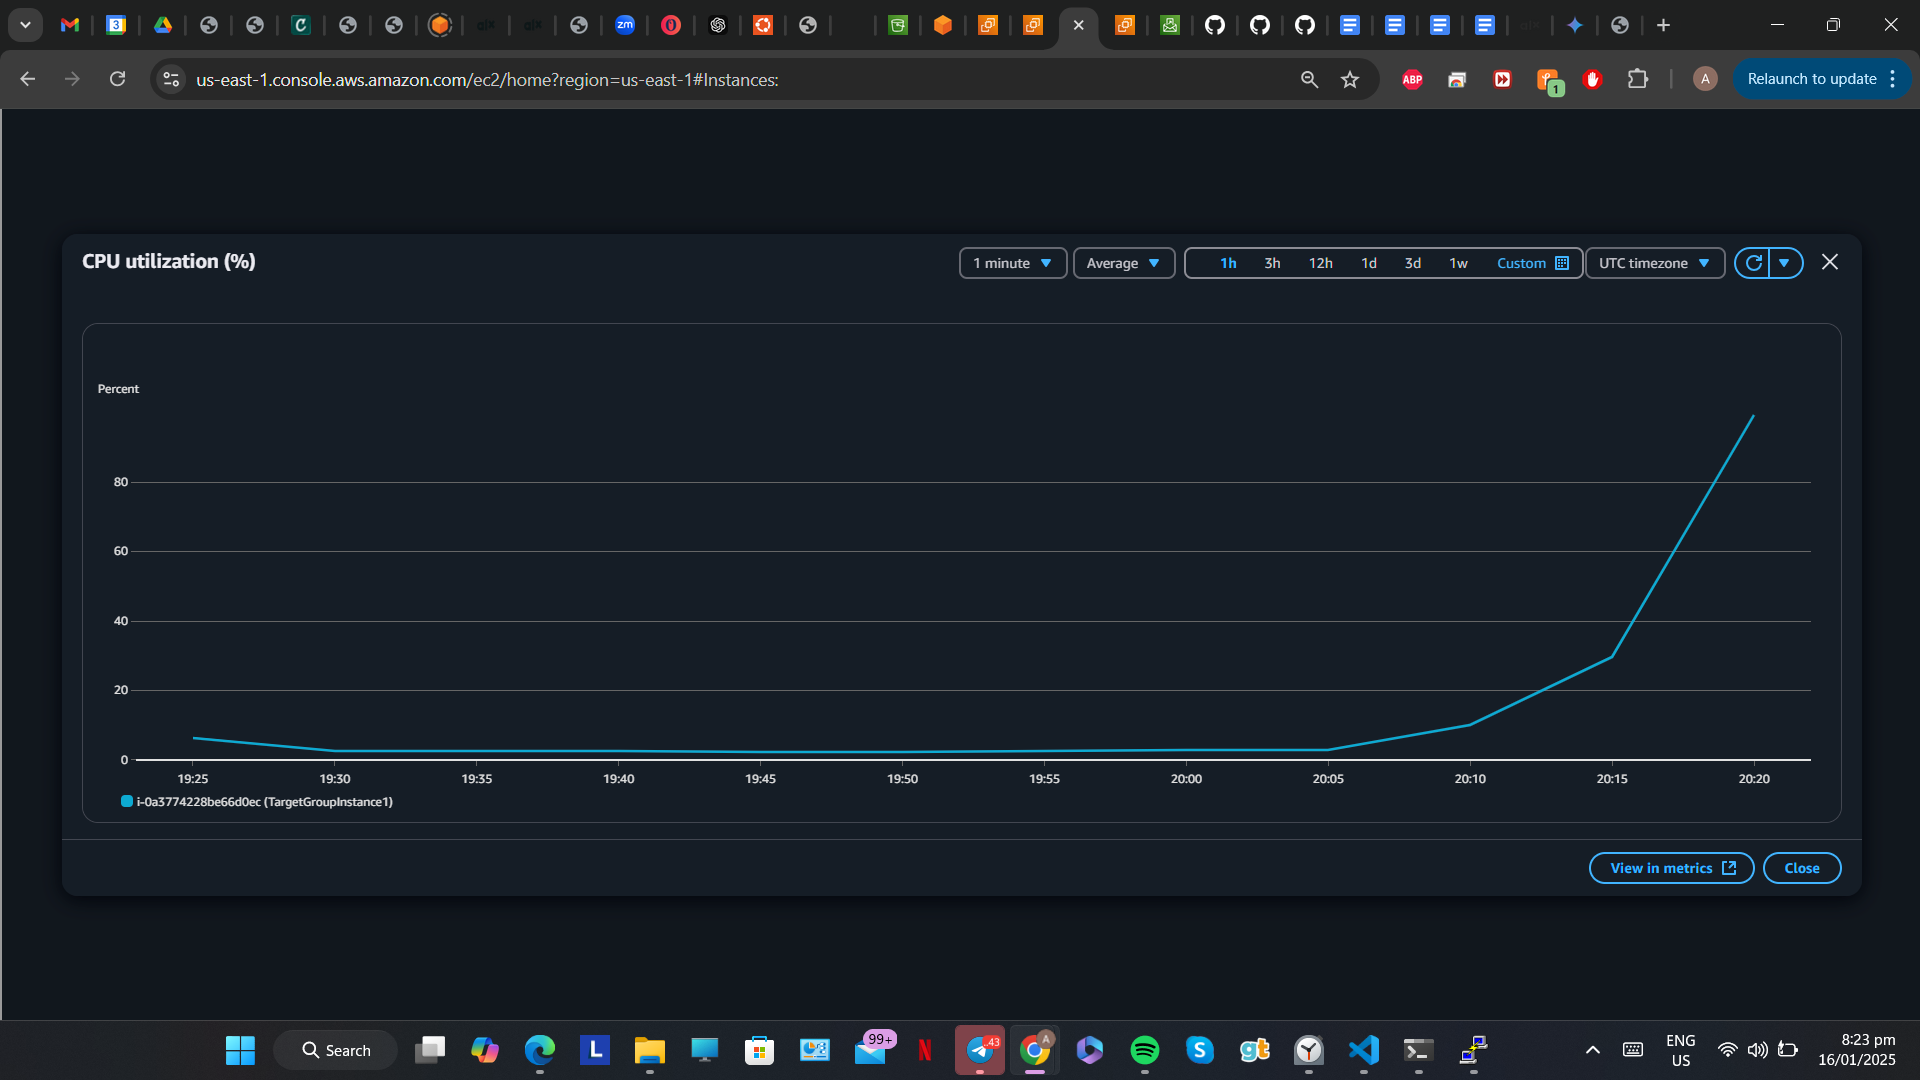 us-east-1.console.aws.amazon.com/ec2/home?region=us-east-1#Instances:
ABP
1
A
Relaunch to update
CPU utilization (%)
1 minute
Average
1h
3h
12h
1d
3d
1w
Custom
UTC timezone
Percent
80
60
40
20
0
19:25
19:30
19:35
19:40
19:45
19:50
19:55
20:00
20:05
20:10
20:15
20:20
i-0a3774228be66d0ec (TargetGroupInstance1)
View in metrics
Close
Search
L
99+
N
..43
A
S
gt
ENG
US
8:23 pm
16/01/2025